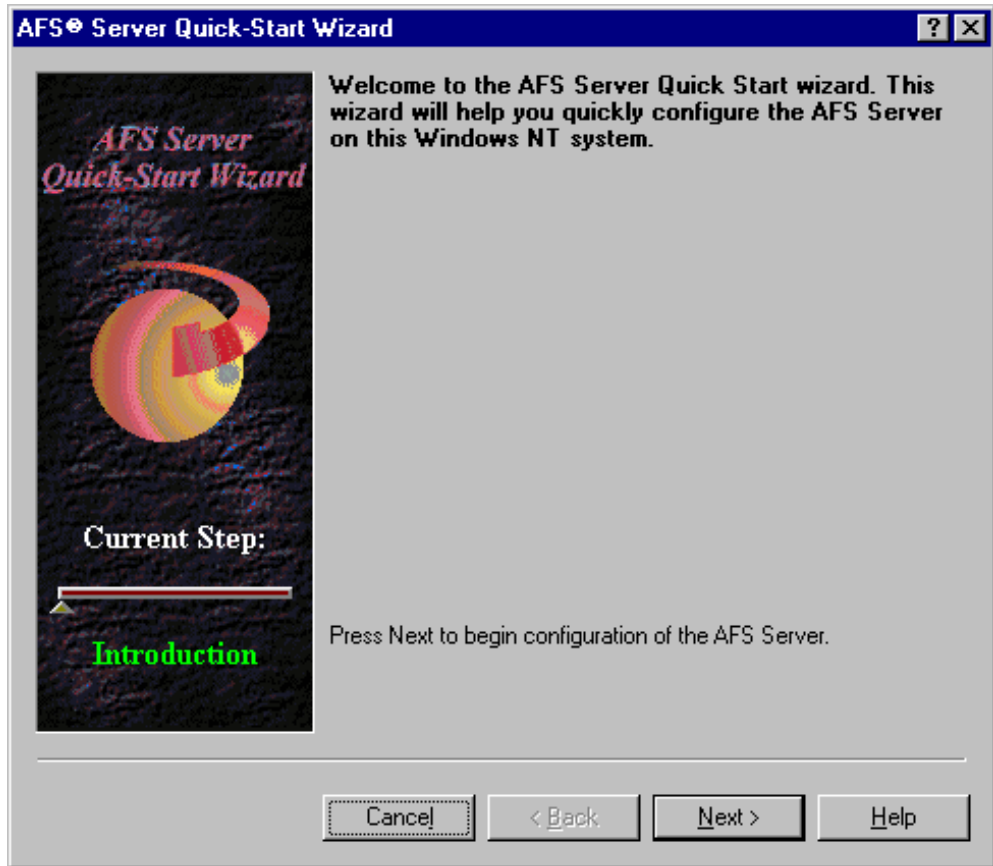 AFS® Server Quick-Start Wizard
AFS Server
Quick-Start Wizard
Welcome to the AFS Server Quick Start wizard. This
wizard will help you quickly configure the AFS Server
on this Windows NT system.
Current Step:
Introduction
Press Next to begin configuration of the AFS Server.
Cancel
< Back
Next >
Help